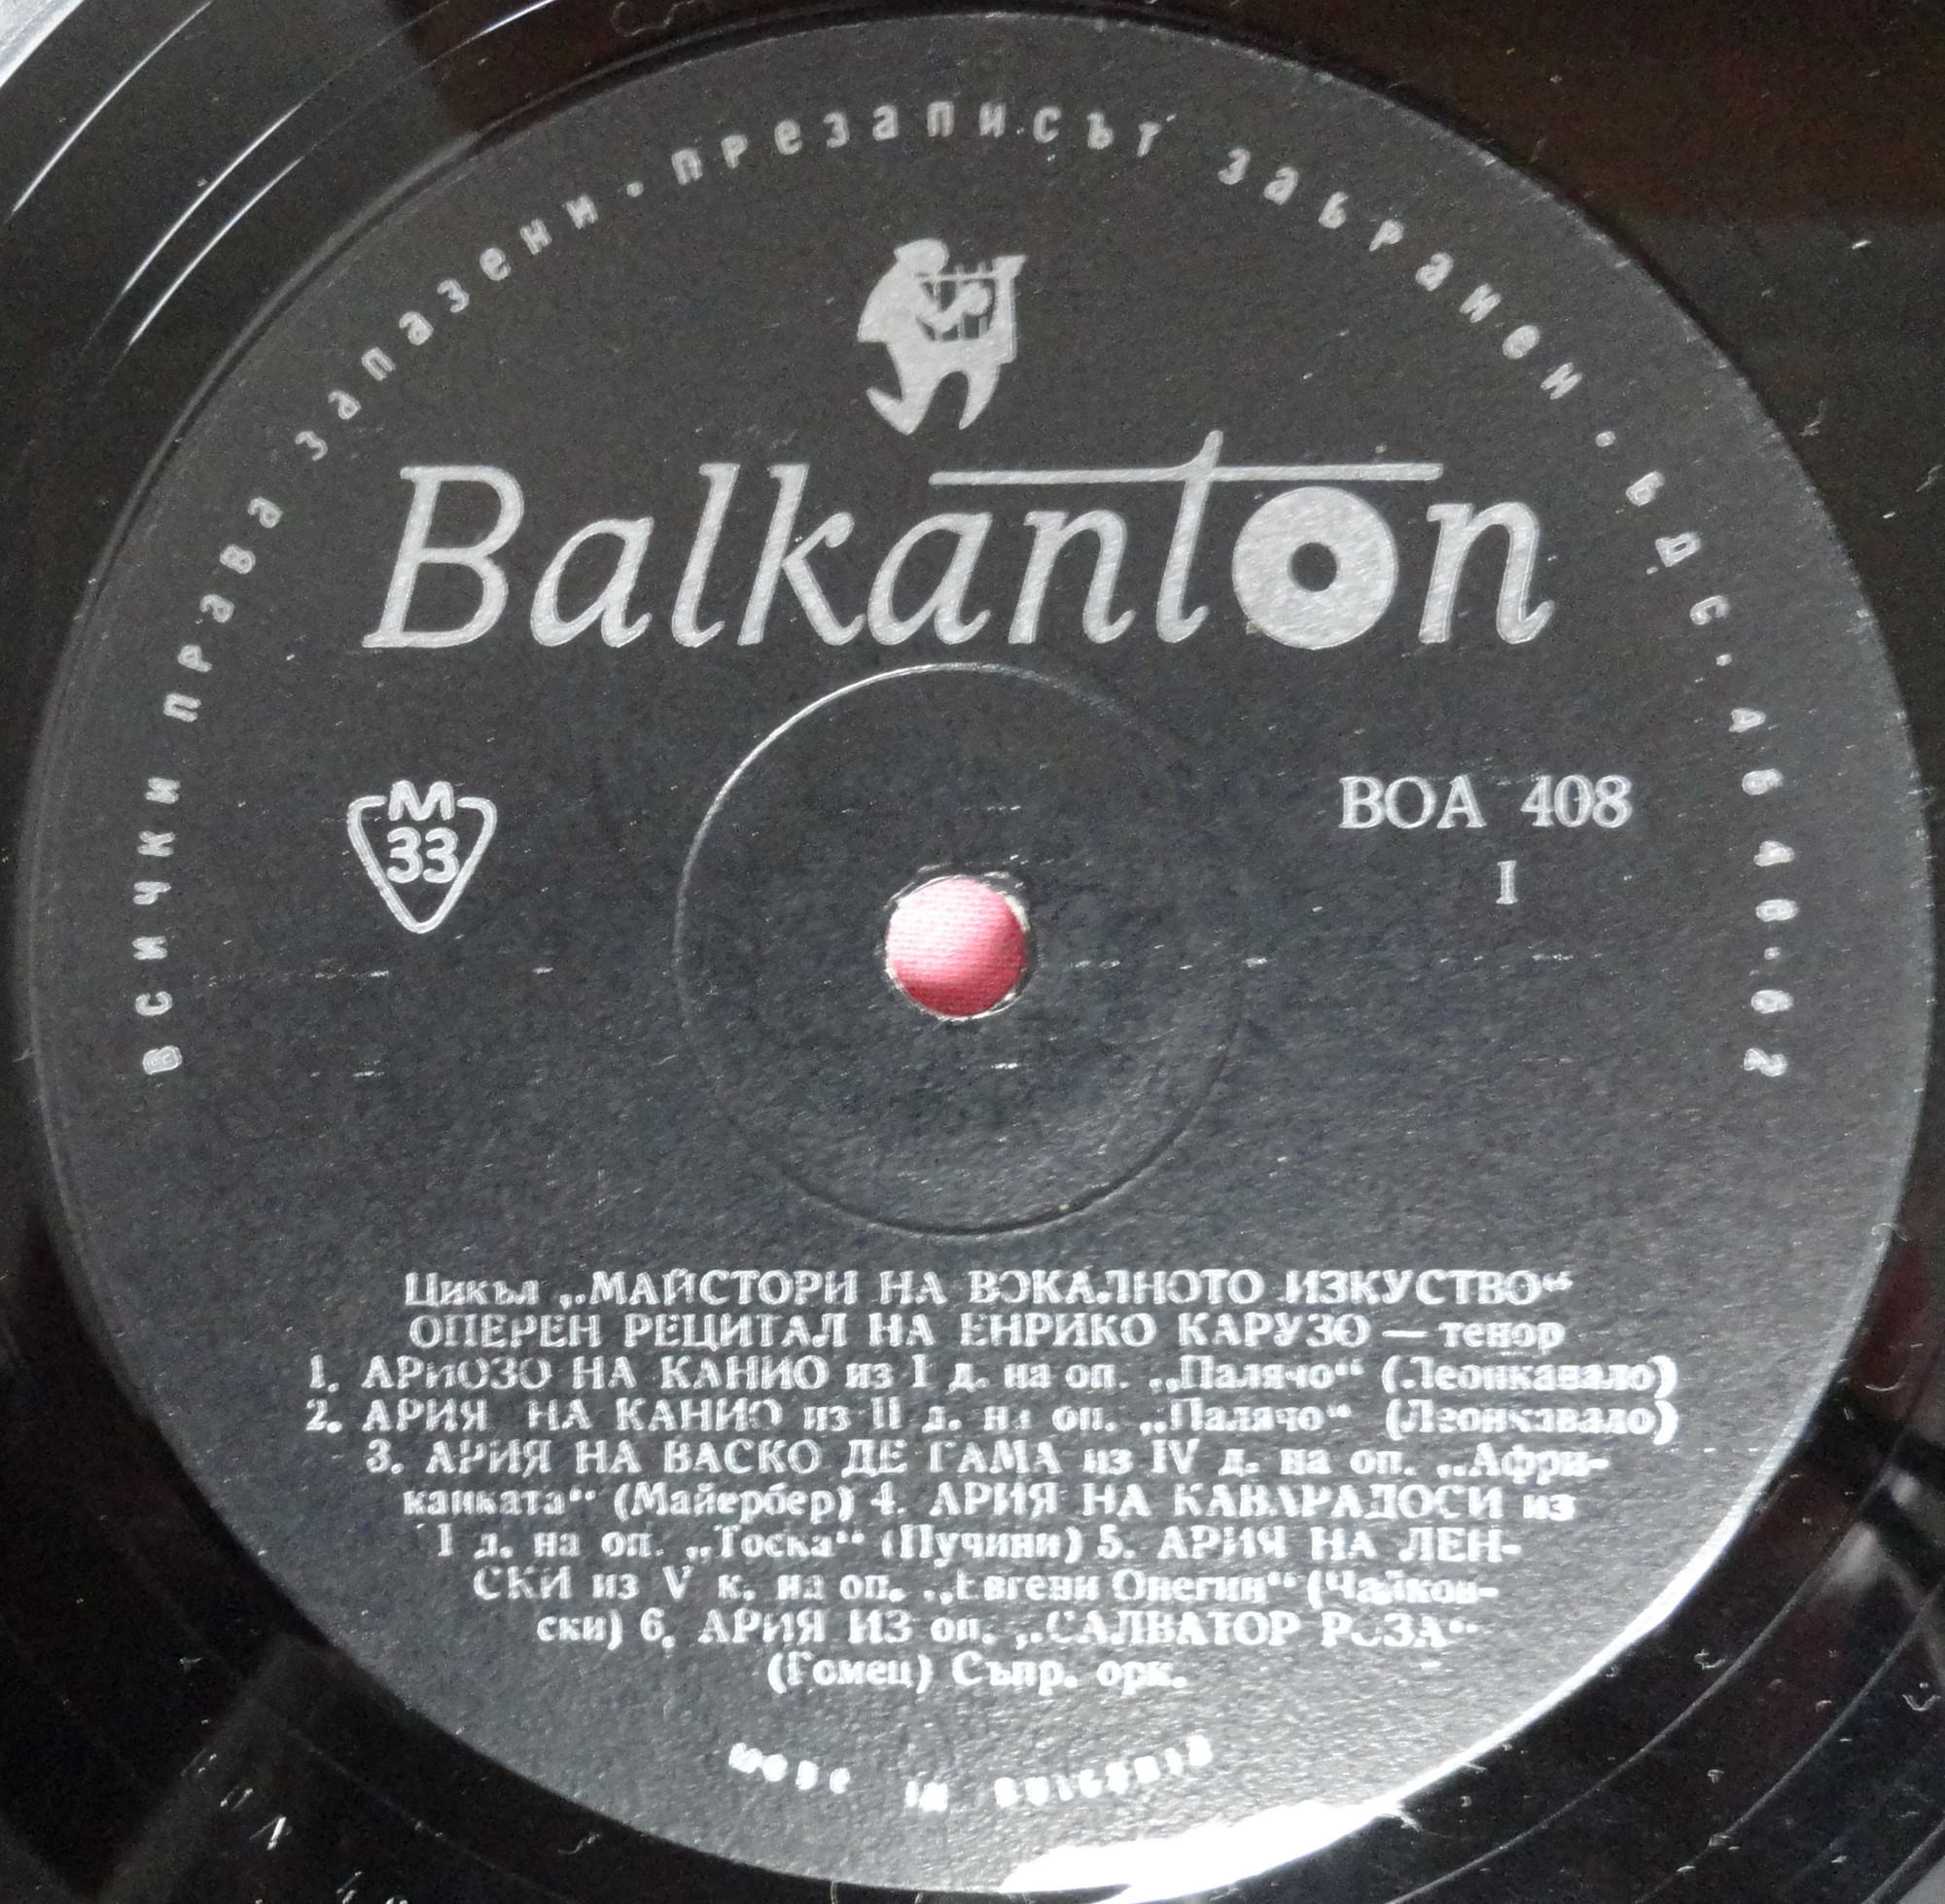 всички права запазени · презаписът забранен · БДС · АБ 40·62
Balkanton
М
33
ВОА 408
I
Цикъл „МАЙСТОРИ НА ВОКАЛНОТО ИЗКУСТВО“
ОПЕРЕН РЕЦИТАЛ НА ЕНРИКО КАРУЗО — тенор
1. АРИОЗО НА КАНИО из I д. на оп. „Палячо“ (Леонкавало)
2. АРИЯ НА КАНИО из II д. на оп. „Палячо“ (Леонкавало)
3. АРИЯ НА ВАСКО ДЕ ГАМА из IV д. на оп. „Афри-
канката“ (Майербер) 4. АРИЯ НА КАВАРАДОСИ из
I д. на оп. „Тоска“ (Пучини) 5. АРИЯ НА ЛЕН-
СКИ из V к. на оп. „Евгени Онегин“ (Чайков-
ски) 6. АРИЯ ИЗ оп. „САЛВАТОР РОЗА“
(Гомец) Съпр. орк.
made in bulgaria